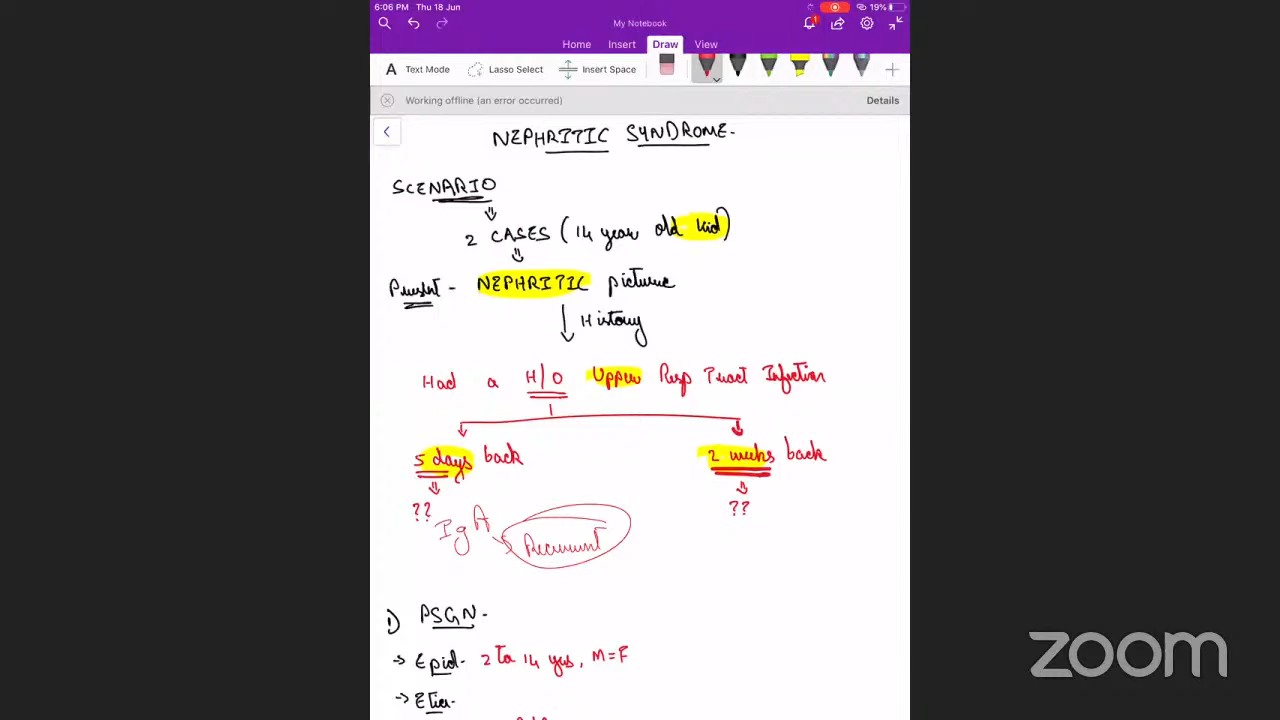 6:06 PM Thu 18 Jun 19%
My Notebook
Home Insert Draw View
A Text Mode Lasso Select Insert Space
Working offline (an error occurred) Details
NEPHRITIC SYNDROME-
SCENARIO
2 CASES (14 year old kid)
Present - NEPHRITIC picture
History
Had a H/O Upper Resp Tract Infection
5 days back 2 weeks back
?? ??
IgA
Recurrent
1) PSGN-
→ Epid- 2 to 14 yrs, M=F
→ Etio-
zoom